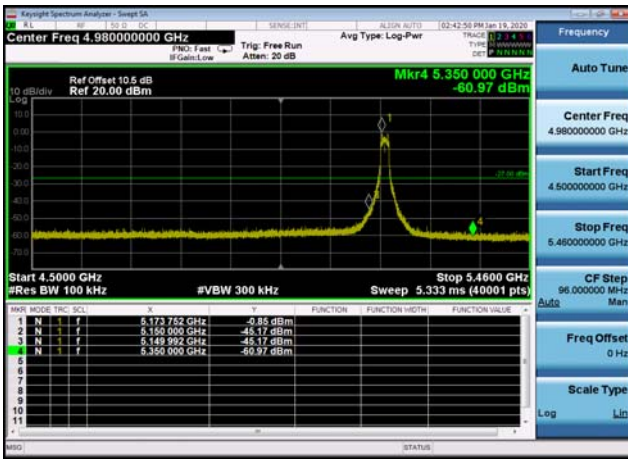 Keysight Spectrum Analyzer - Swept SA
RL RF 50 Ω DC SENSE:INT ALIGN AUTO 02:42:50 PM Jan 19, 2020
Center Freq 4.980000000 GHz
PNO: Fast
IFGain:Low
Trig: Free Run
Atten: 20 dB
Avg Type: Log-Pwr
TRACE 1 2 3 4 5 6
TYPE
DET P N N N N N
Ref Offset 10.5 dB
Ref 20.00 dBm
10 dB/div
Log
Mkr4 5.350 000 GHz
-60.97 dBm
10.0
0.00
-10.0
-20.0
-30.0
-40.0
-50.0
-60.0
-70.0
-27.00 dBm
1
4
Start 4.5000 GHz
Stop 5.4600 GHz
#Res BW 100 kHz
#VBW 300 kHz
Sweep 5.333 ms (40001 pts)
MKR MODE TRC SCL X Y FUNCTION FUNCTION WIDTH FUNCTION VALUE
1 N 1 f 5.173 752 GHz -0.85 dBm
2 N 1 f 5.150 000 GHz -45.17 dBm
3 N 1 f 5.149 992 GHz -45.17 dBm
4 N 1 f 5.350 000 GHz -60.97 dBm
5
6
7
8
9
10
11
MSG
STATUS
Frequency
Auto Tune
Center Freq
4.980000000 GHz
Start Freq
4.500000000 GHz
Stop Freq
5.460000000 GHz
CF Step
96.000000 MHz
Auto Man
Freq Offset
0 Hz
Scale Type
Log Lin